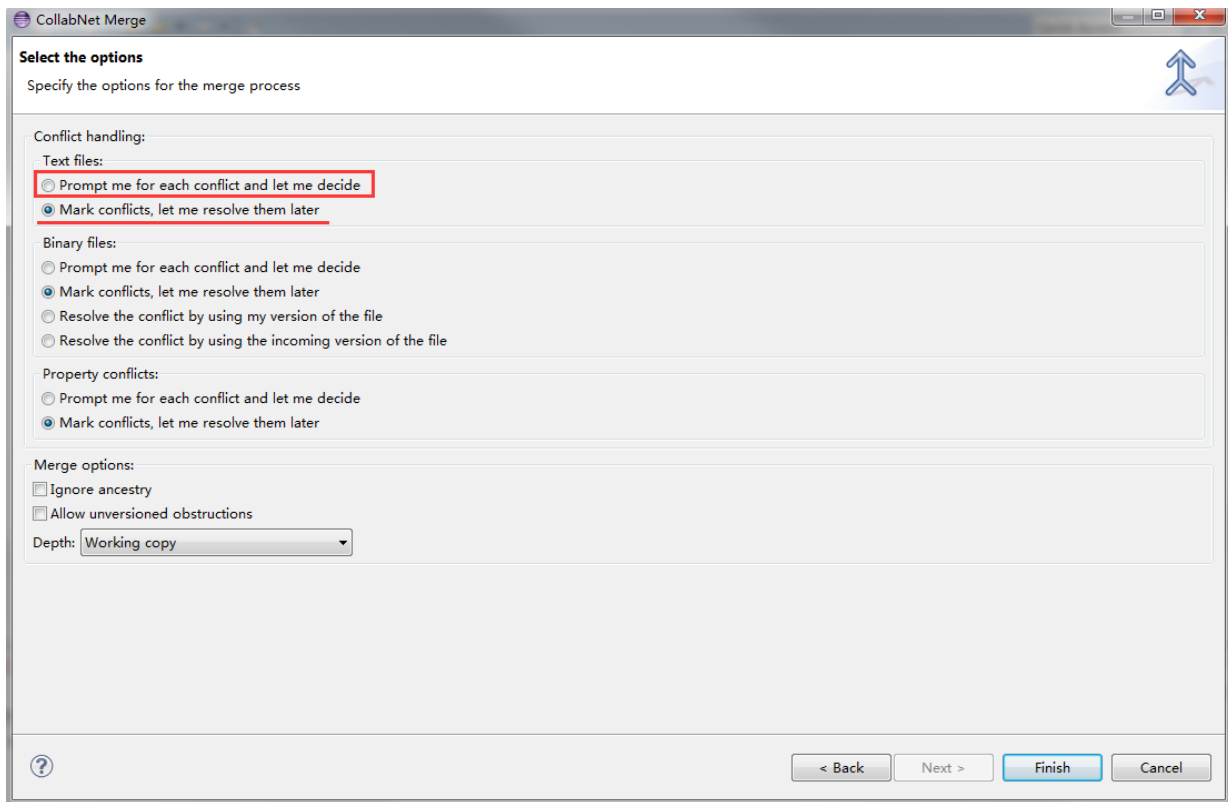 CollabNet Merge
Select the options
Specify the options for the merge process
Conflict handling:
Text files:
Prompt me for each conflict and let me decide
Mark conflicts, let me resolve them later
Binary files:
Prompt me for each conflict and let me decide
Mark conflicts, let me resolve them later
Resolve the conflict by using my version of the file
Resolve the conflict by using the incoming version of the file
Property conflicts:
Prompt me for each conflict and let me decide
Mark conflicts, let me resolve them later
Merge options:
Ignore ancestry
Allow unversioned obstructions
Depth: Working copy
? < Back Next > Finish Cancel